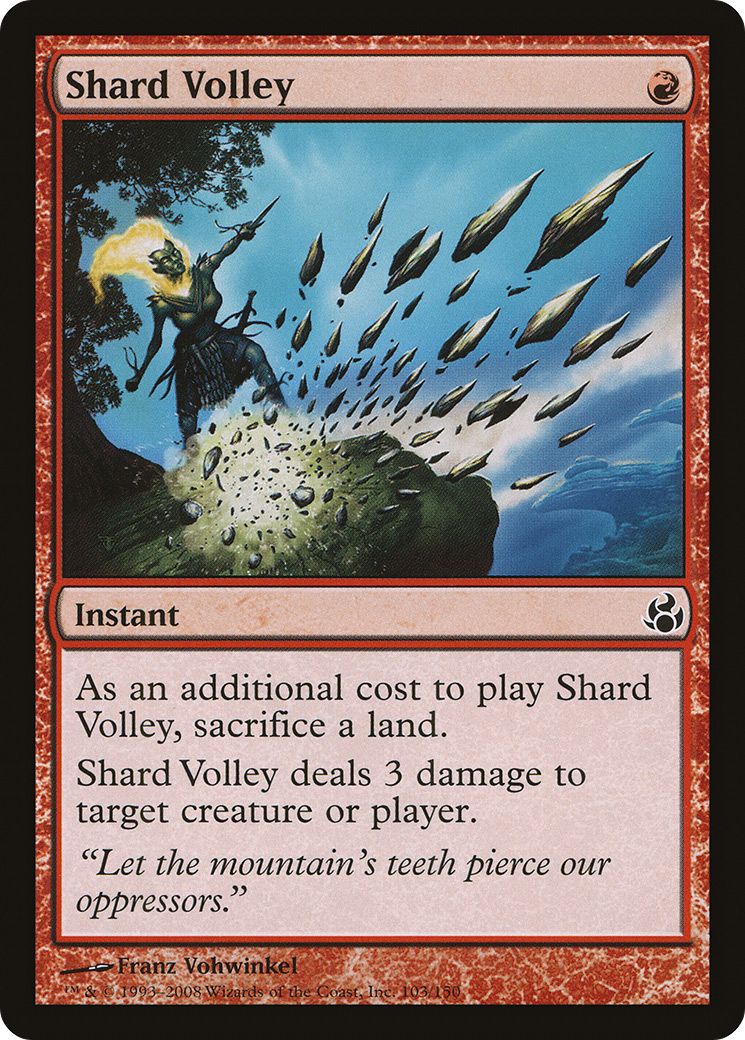 Shard Volley
Instant
As an additional cost to play Shard
Volley, sacrifice a land.
Shard Volley deals 3 damage to
target creature or player.
“Let the mountain’s teeth pierce our
oppressors.”
Franz Vohwinkel
™ & © 1993–2008 Wizards of the Coast, Inc. 103/150